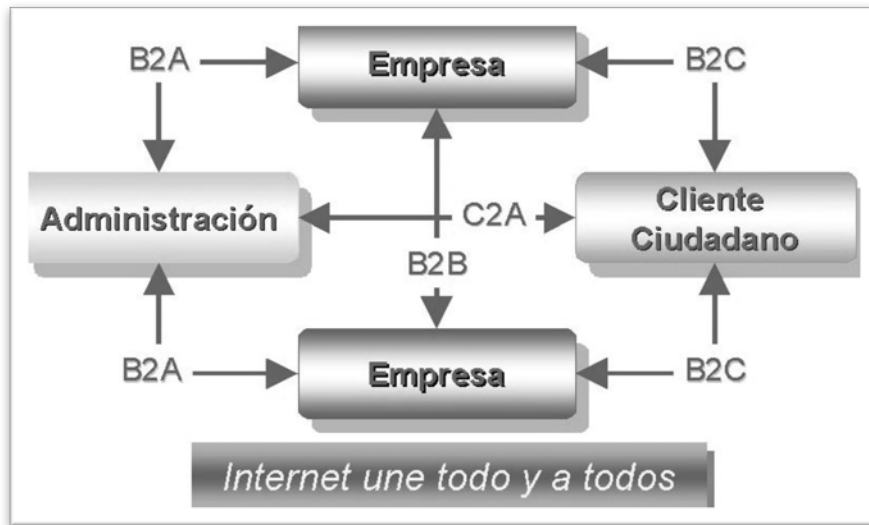 B2A
Empresa
B2C
Administración
C2A
Cliente
Ciudadano
B2B
B2A
Empresa
B2C
Internet une todo y a todos